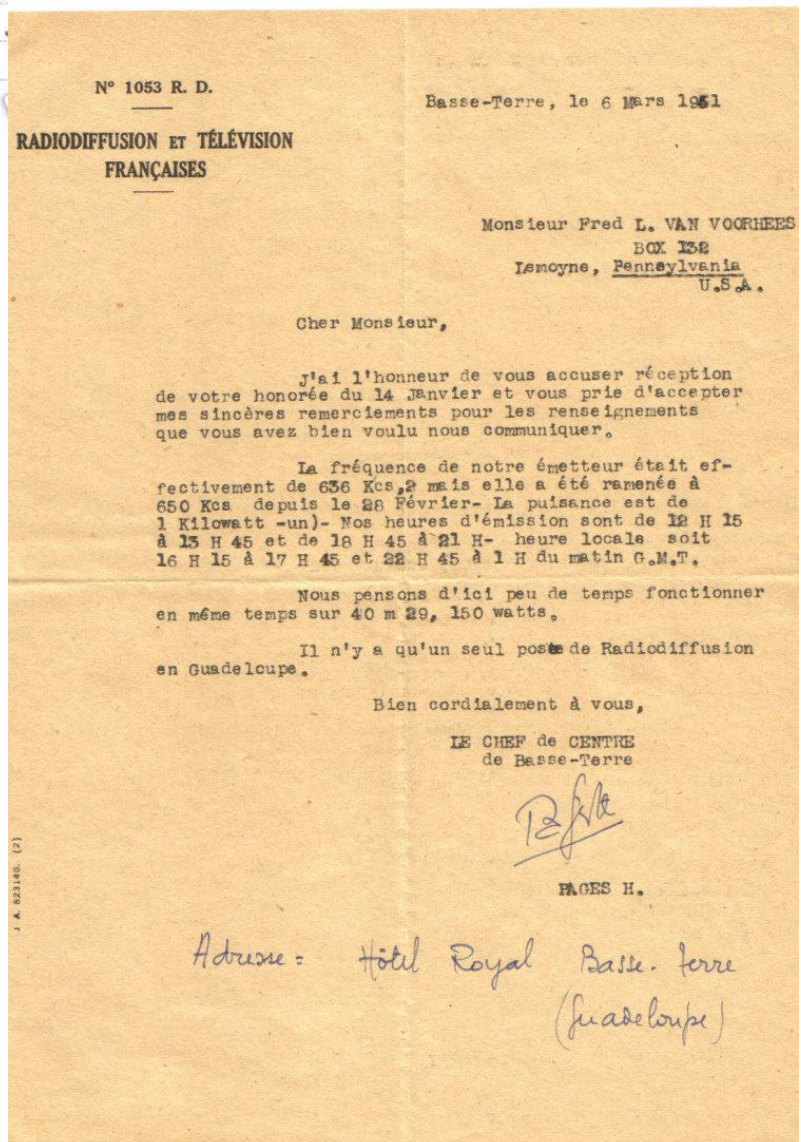 N° 1053 R. D.
RADIODIFFUSION ET TÉLÉVISION
FRANÇAISES
Basse-Terre, le 6 Mars 1951
Monsieur Fred L. VAN VOORHEES
BOX 132
Lemoyne, Pennsylvania
U.S.A.
Cher Monsieur,
J'ai l'honneur de vous accuser réception
de votre honorée du 14 Janvier et vous prie d'accepter
mes sincères remerciements pour les renseignements
que vous avez bien voulu nous communiquer.
La fréquence de notre émetteur était ef-
fectivement de 636 Kcs,2 mais elle a été ramenée à
650 Kcs depuis le 28 Février- La puisance est de
1 Kilowatt -un)- Nos heures d'émission sont de 12 H 15
à 13 H 45 et de 18 H 45 à 21 H- heure locale soit
16 H 15 à 17 H 45 et 22 H 45 à 1 H du matin G.M.T.
Nous pensons d'ici peu de temps fonctionner
en même temps sur 40 m 29, 150 watts.
Il n'y a qu'un seul poste de Radiodiffusion
en Guadeloupe.
Bien cordialement à vous,
LE CHEF de CENTRE
de Basse-Terre
PAGES H.
J A. 823148. (2)
Adresse = Hôtel Royal Basse-Terre
(Guadeloupe)